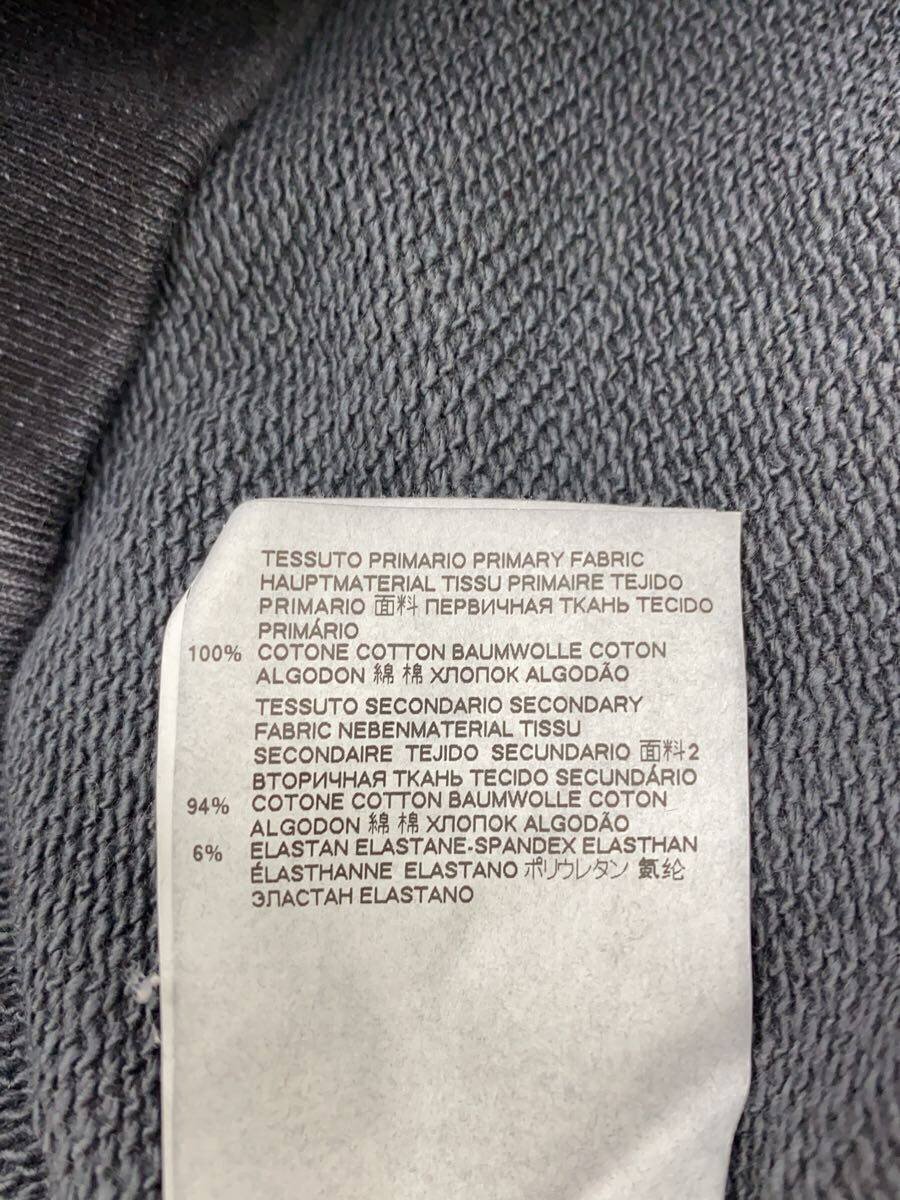 TESSUTO PRIMARIO PRIMARY FABRIC
HAUPTMATERIAL TISSU PRIMAIRE TEJIDO
PRIMARIO 面料 ПЕРВИЧНАЯ ТКАНЬ TECIDO
PRIMÁRIO
100% COTONE COTTON BAUMWOLLE COTON
ALGODON 綿 棉 ХЛОПОК ALGODÃO
TESSUTO SECONDARIO SECONDARY
FABRIC NEBENMATERIAL TISSU
SECONDAIRE TEJIDO SECUNDARIO 面料2
ВТОРИЧНАЯ ТКАНЬ TECIDO SECUNDÁRIO
94% COTONE COTTON BAUMWOLLE COTON
ALGODON 綿 棉 ХЛОПОК ALGODÃO
6% ELASTAN ELASTANE-SPANDEX ELASTHAN
ÉLASTHANNE ELASTANO ポリウレタン 氨纶
ЭЛАСТАН ELASTANO